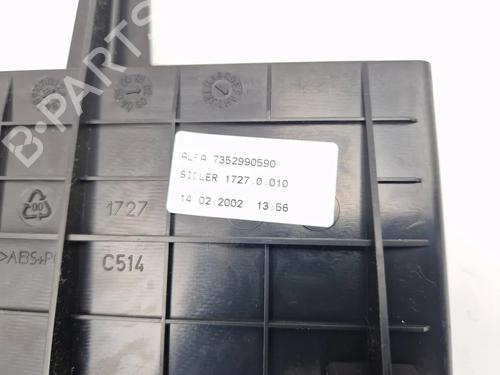 B-PARTS
ALFA 7352990590
SIDLER 1727.0.010
14.02.2002 13:56
1727
>ABS+PC
C514